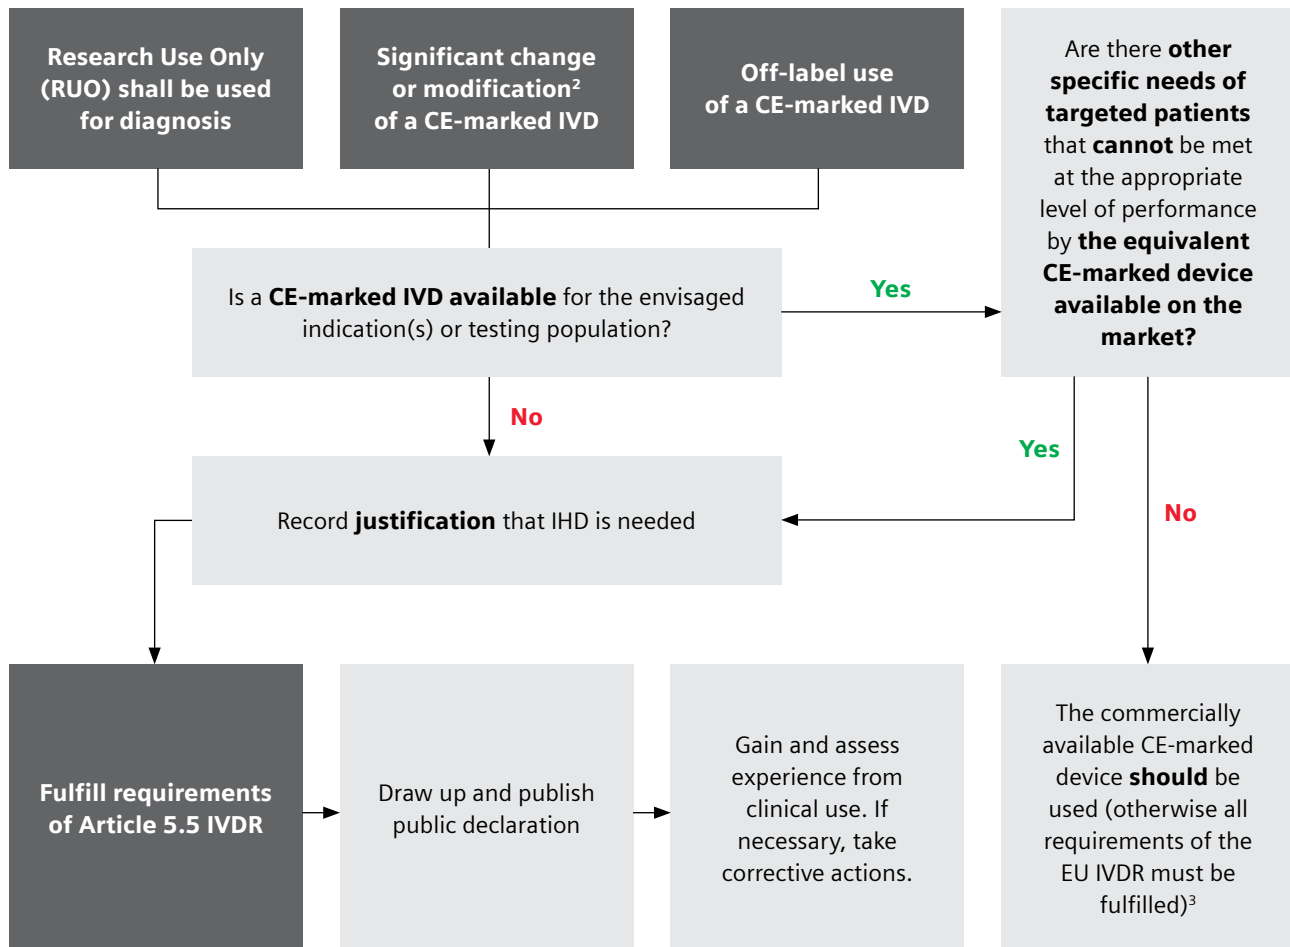 Research Use Only
(RUO) shall be used
for diagnosis
Significant change
or modification²
of a CE-marked IVD
Off-label use
of a CE-marked IVD
Are there other
specific needs of
targeted patients
that cannot be met
at the appropriate
level of performance
by the equivalent
CE-marked device
available on the
market?
Is a CE-marked IVD available for the envisaged
indication(s) or testing population?
Yes
No
Yes
No
Record justification that IHD is needed
Fulfill requirements
of Article 5.5 IVDR
Draw up and publish
public declaration
Gain and assess
experience from
clinical use. If
necessary, take
corrective actions.
The commercially
available CE-marked
device should be
used (otherwise all
requirements of the
EU IVDR must be
fulfilled)³